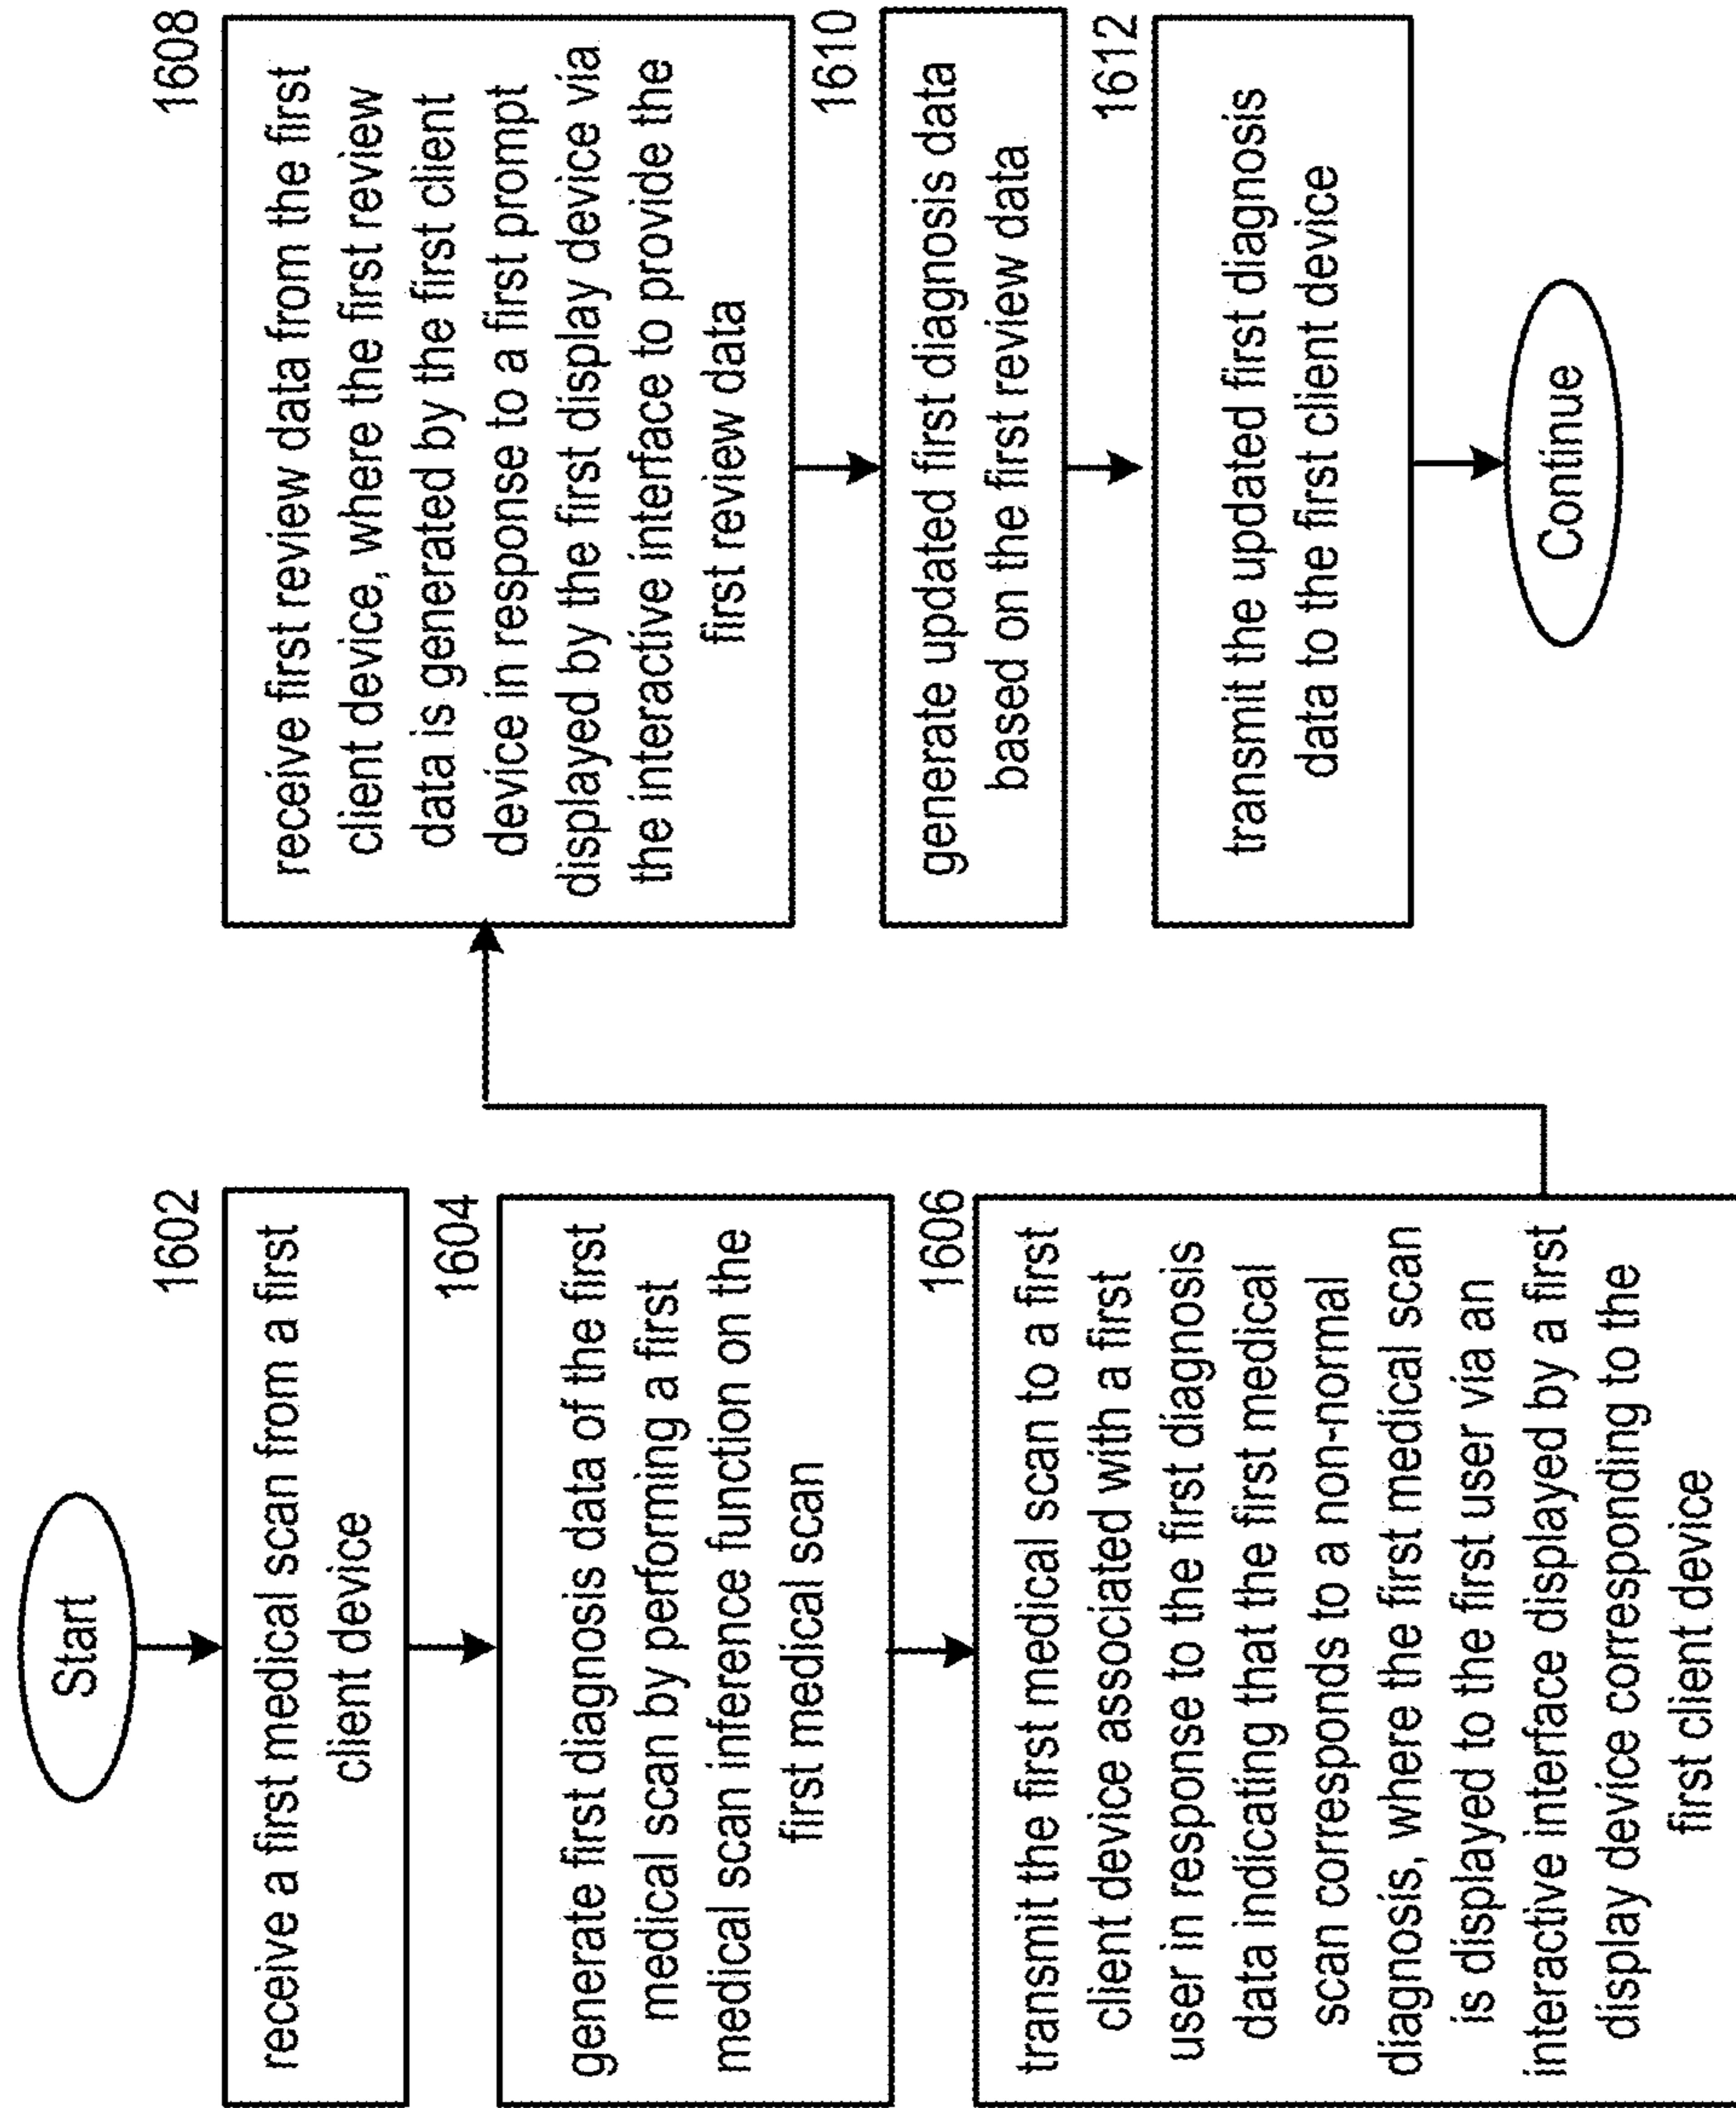 Start
1602
receive a first medical scan from a first
client device
1604
generate first diagnosis data of the first
medical scan by performing a first
medical scan inference function on the
first medical scan
1606
transmit the first medical scan to a first
client device associated with a first
user in response to the first diagnosis
data indicating that the first medical
scan corresponds to a non-normal
diagnosis, where the first medical scan
is displayed to the first user via an
interactive interface displayed by a first
display device corresponding to the
first client device
1608
receive first review data from the first
client device, where the first review
data is generated by the first client
device in response to a first prompt
displayed by the first display device via
the interactive interface to provide the
first review data
1610
generate updated first diagnosis data
based on the first review data
1612
transmit the updated first diagnosis
data to the first client device
Continue